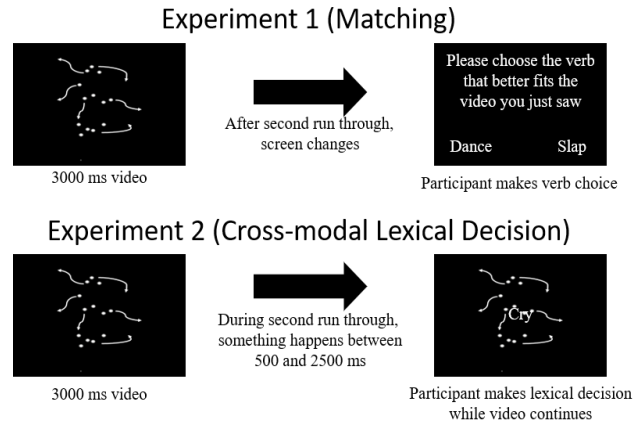 Experiment 1 (Matching)
Please choose the verb
that better fits the
video you just saw
Dance Slap
After second run through,
screen changes
3000 ms video
Participant makes verb choice
Experiment 2 (Cross-modal Lexical Decision)
Cry
During second run through,
something happens between
500 and 2500 ms
3000 ms video
Participant makes lexical decision
while video continues